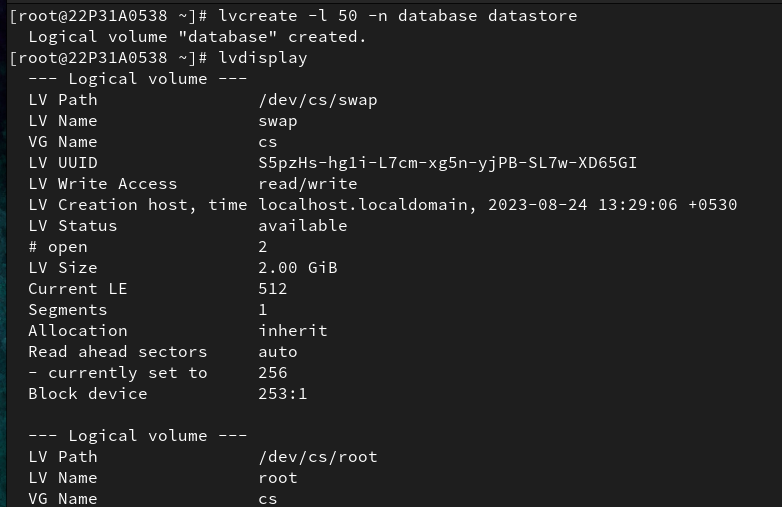 [root@22P31A0538 ~]# lvcreate -l 50 -n database datastore
Logical volume "database" created.
[root@22P31A0538 ~]# lvdisplay
--- Logical volume ---
LV Path /dev/cs/swap
LV Name swap
VG Name cs
LV UUID S5pzHs-hg1i-L7cm-xg5n-yjPB-SL7w-XD65GI
LV Write Access read/write
LV Creation host, time localhost.localdomain, 2023-08-24 13:29:06 +0530
LV Status available
# open 2
LV Size 2.00 GiB
Current LE 512
Segments 1
Allocation inherit
Read ahead sectors auto
- currently set to 256
Block device 253:1
--- Logical volume ---
LV Path /dev/cs/root
LV Name root
VG Name cs